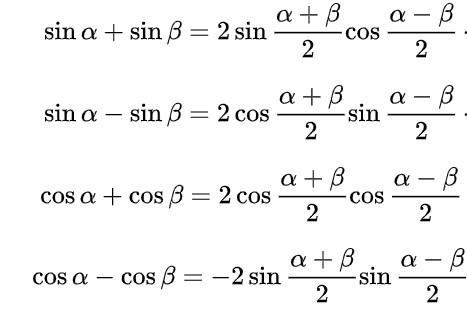 sin α + sin β = 2 sin (α + β)/2 cos (α − β)/2 ·
sin α − sin β = 2 cos (α + β)/2 sin (α − β)/2 ·
cos α + cos β = 2 cos (α + β)/2 cos (α − β)/2
cos α − cos β = −2 sin (α + β)/2 sin (α − β)/2